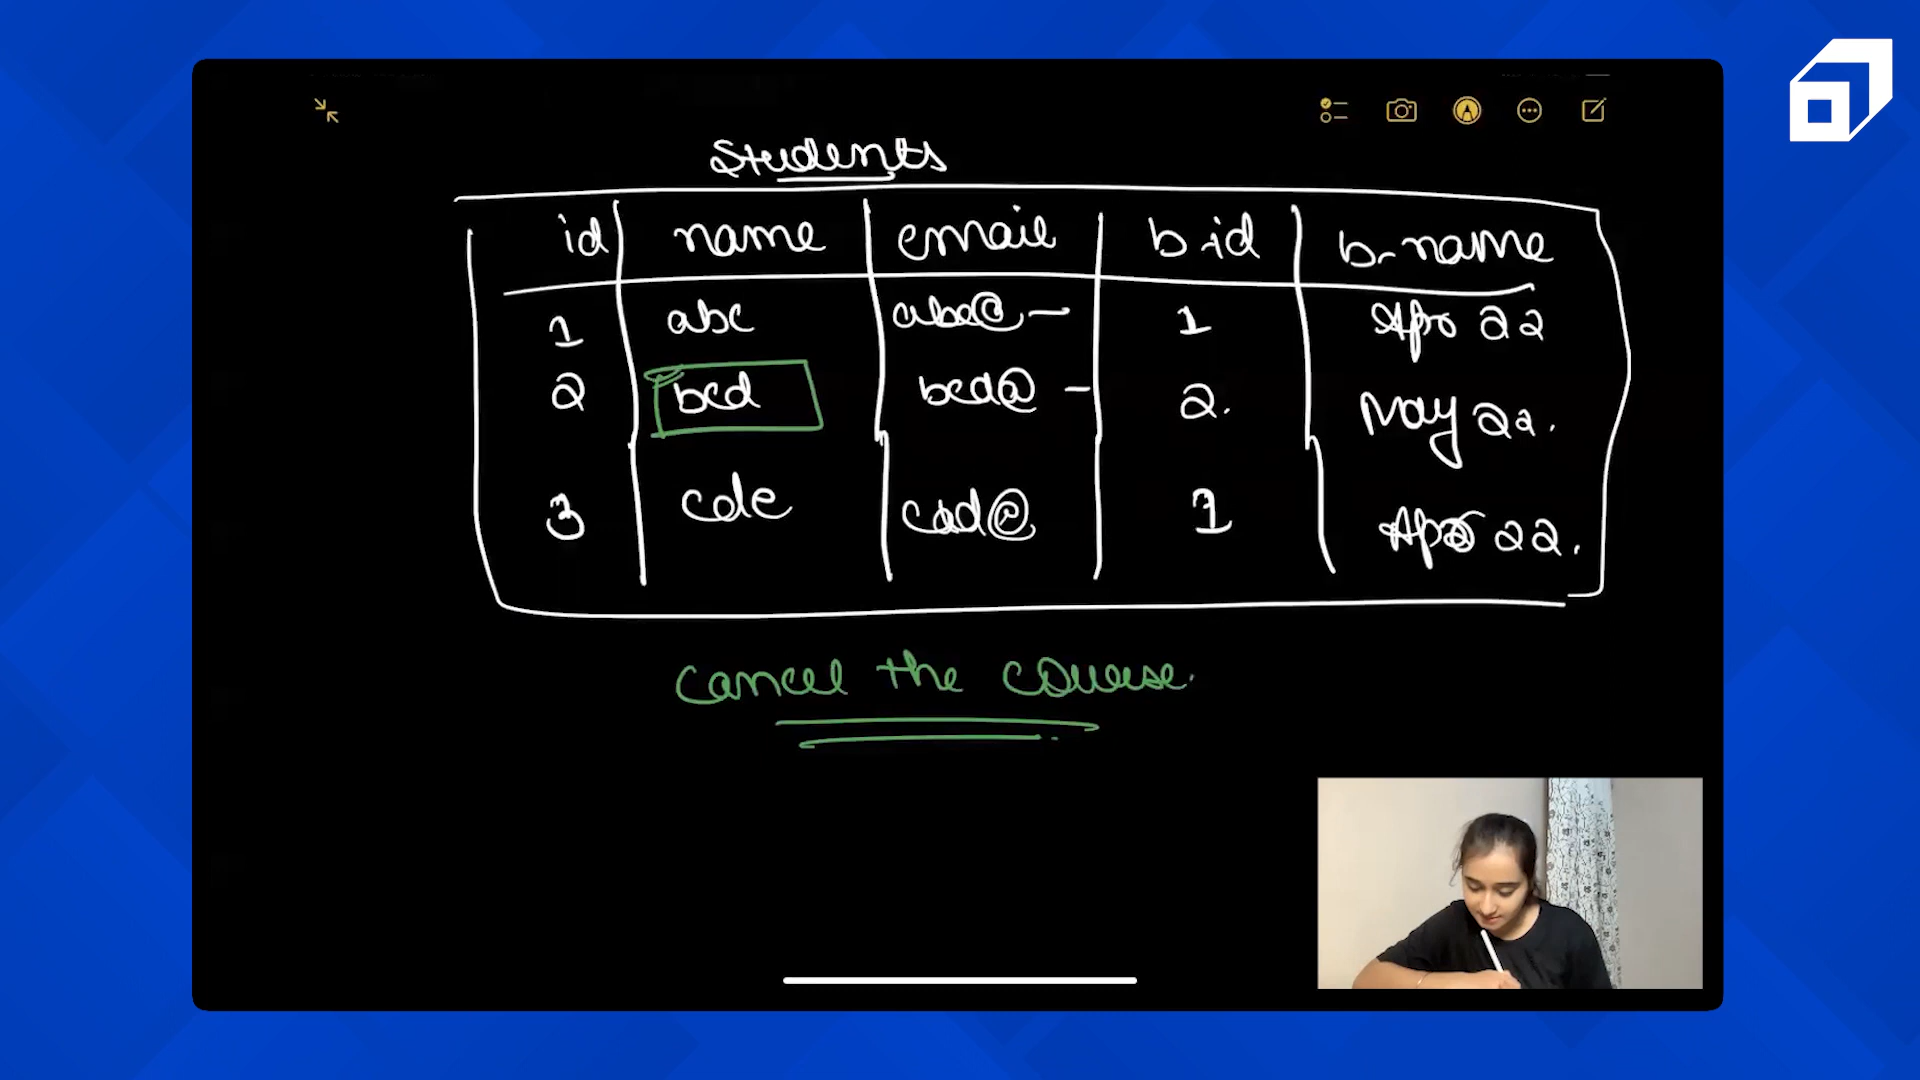 Students
id name email b-id b-name
1 abc abc@- 1 Apr 22
2 bcd bcd@ - 2. May 22.
3 cde @ 1 Apr 22.
cancel the course.